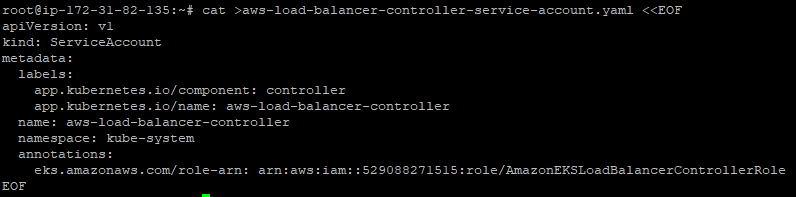 root@ip-172-31-82-135:~# cat >aws-load-balancer-controller-service-account.yaml <<EOF
apiVersion: v1
kind: ServiceAccount
metadata:
  labels:
    app.kubernetes.io/component: controller
    app.kubernetes.io/name: aws-load-balancer-controller
  name: aws-load-balancer-controller
  namespace: kube-system
  annotations:
    eks.amazonaws.com/role-arn: arn:aws:iam::529088271515:role/AmazonEKSLoadBalancerControllerRole
EOF